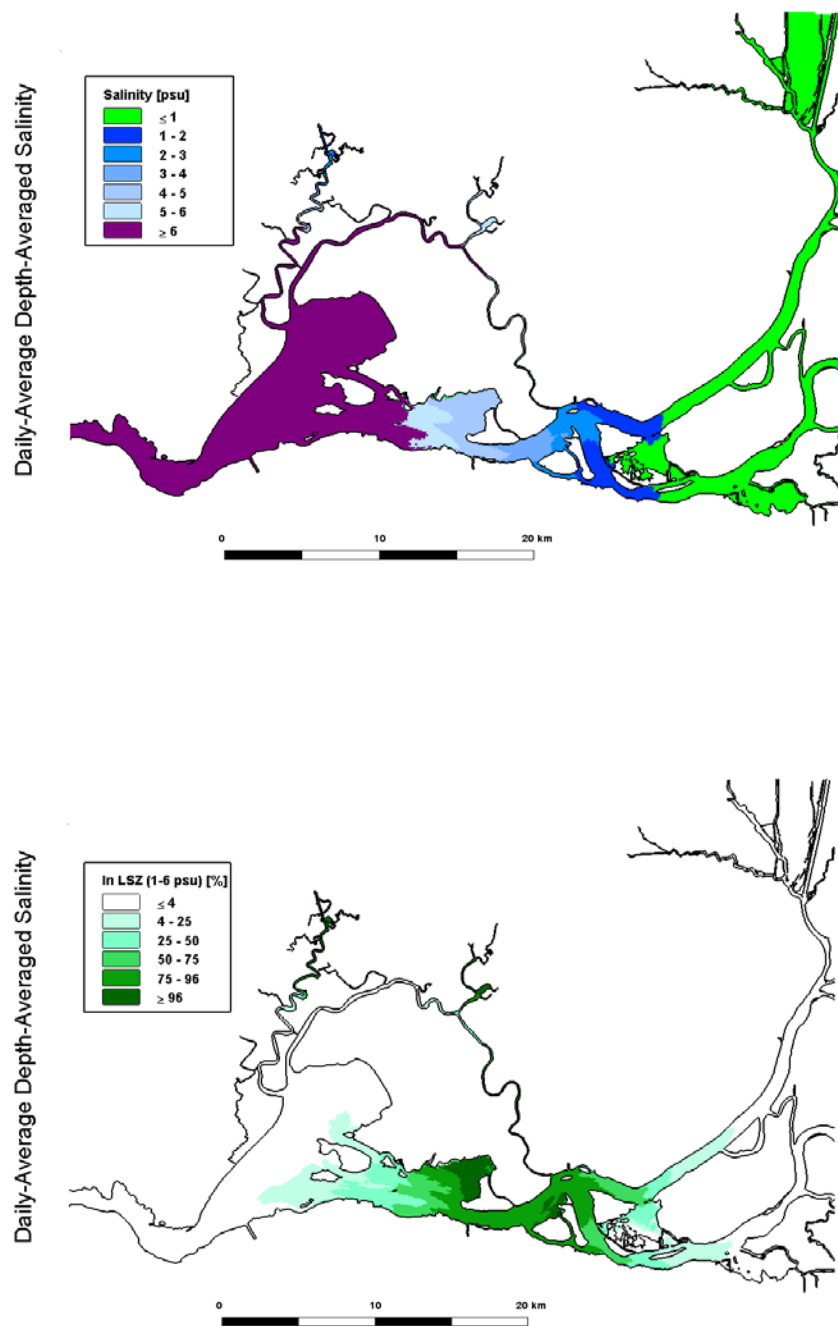 Daily-Average Depth-Averaged Salinity
Salinity [psu]
≤ 1
1 - 2
2 - 3
3 - 4
4 - 5
5 - 6
≥ 6
0 10 20 km
Daily-Average Depth-Averaged Salinity
In LSZ (1-6 psu) [%]
≤ 4
4 - 25
25 - 50
50 - 75
75 - 96
≥ 96
0 10 20 km